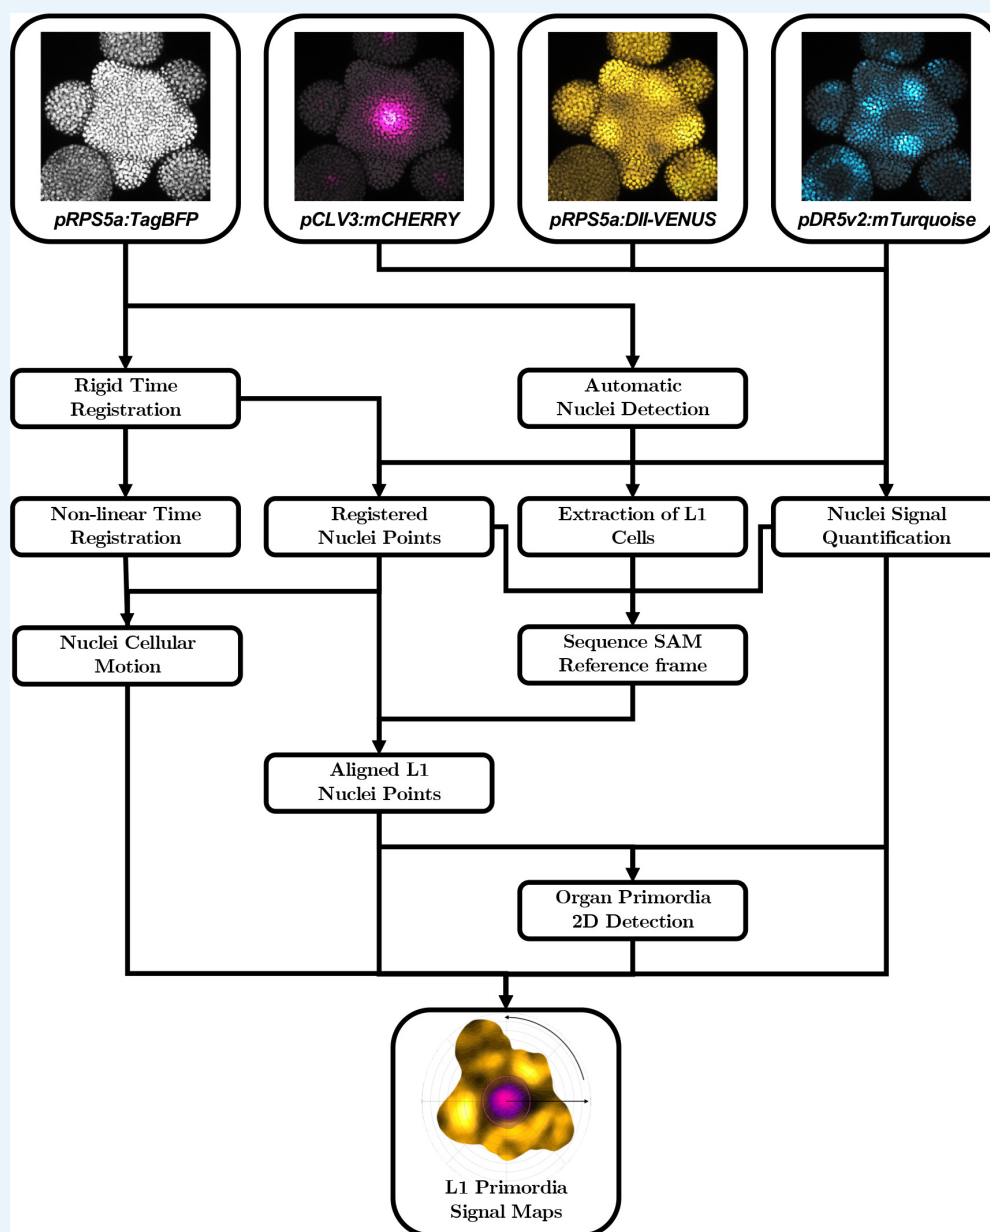 pRPS5a:TagBFP
pCLV3:mCHERRY
pRPS5a:DII-VENUS
pDR5v2:mTurquoise
Rigid Time
Registration
Automatic
Nuclei Detection
Non-linear Time
Registration
Registered
Nuclei Points
Extraction of L1
Cells
Nuclei Signal
Quantification
Nuclei Cellular
Motion
Sequence SAM
Reference frame
Aligned L1
Nuclei Points
Organ Primordia
2D Detection
L1 Primordia
Signal Maps